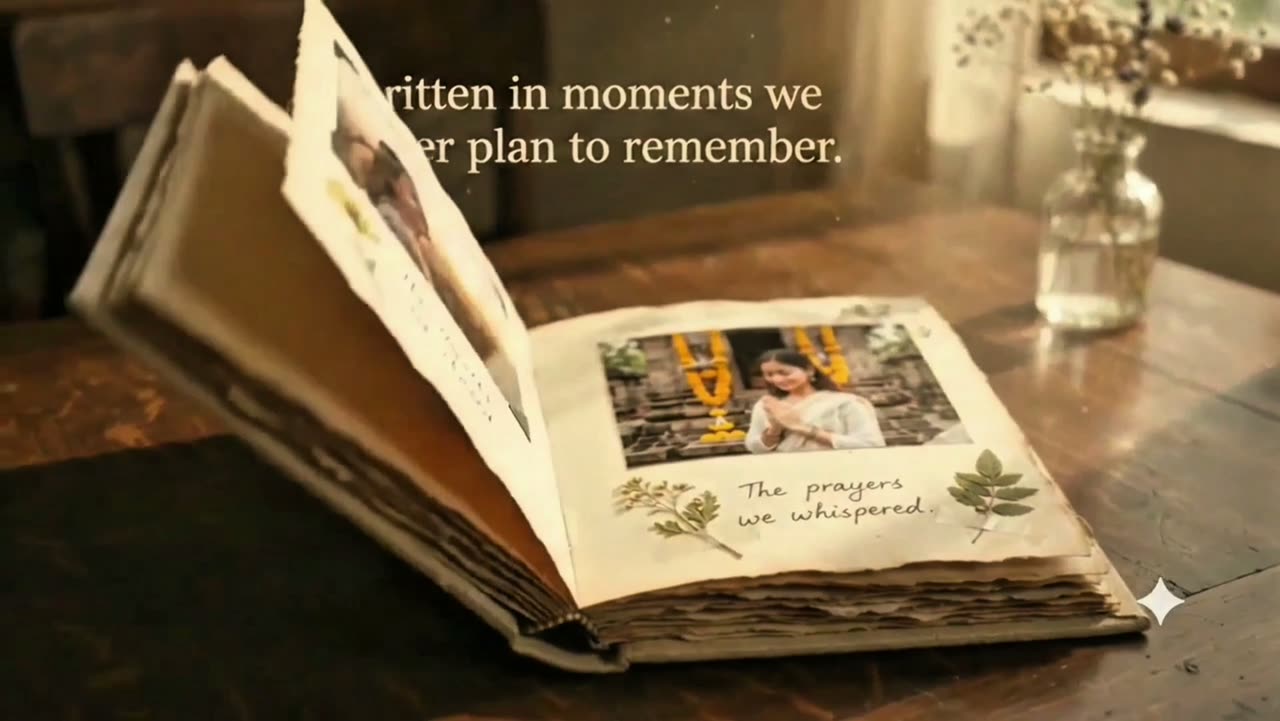 ritten in moments we
er plan to remember.
The prayers
we whispered.